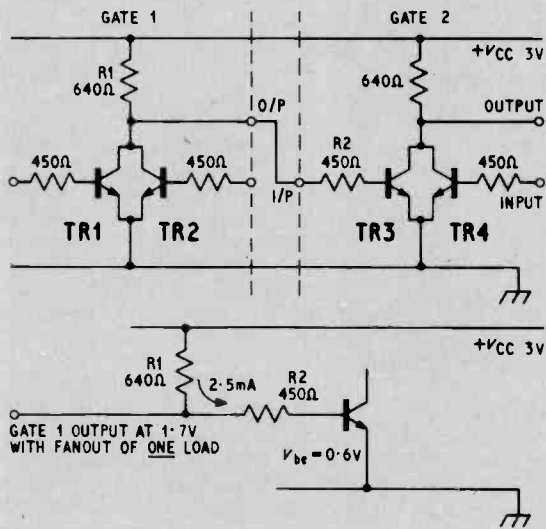 GATE 1
GATE 2
+VCC 3V
R1
640Ω
640Ω
O/P
OUTPUT
450Ω
450Ω
R2
450Ω
450Ω
I/P
INPUT
TR1
TR2
TR3
TR4
+VCC 3V
R1
640Ω
2·5mA
R2
450Ω
GATE 1 OUTPUT AT 1·7V
WITH FANOUT OF ONE LOAD
Vbe=0·6V